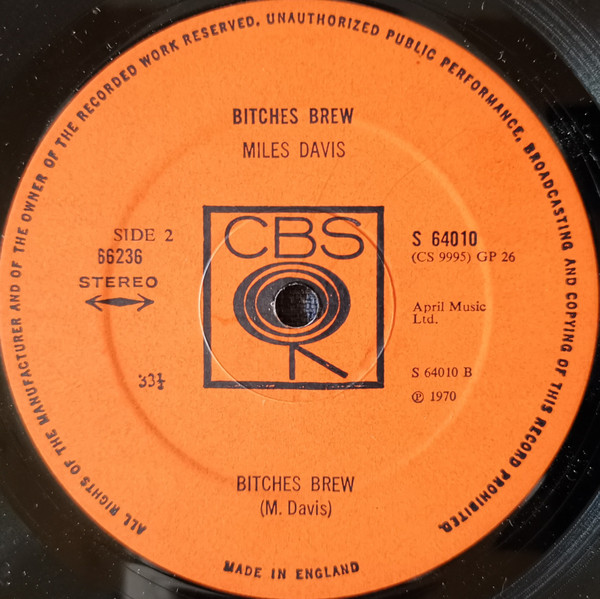 ALL RIGHTS OF THE MANUFACTURER AND OF THE OWNER OF THE RECORDED WORK RESERVED. UNAUTHORIZED PUBLIC PERFORMANCE, BROADCASTING AND COPYING OF THIS RECORD PROHIBITED.
BITCHES BREW
MILES DAVIS
CBS
SIDE 2
66236
STEREO
33⅓
S 64010
(CS 9995) GP 26
April Music
Ltd.
S 64010 B
℗ 1970
BITCHES BREW
(M. Davis)
MADE IN ENGLAND